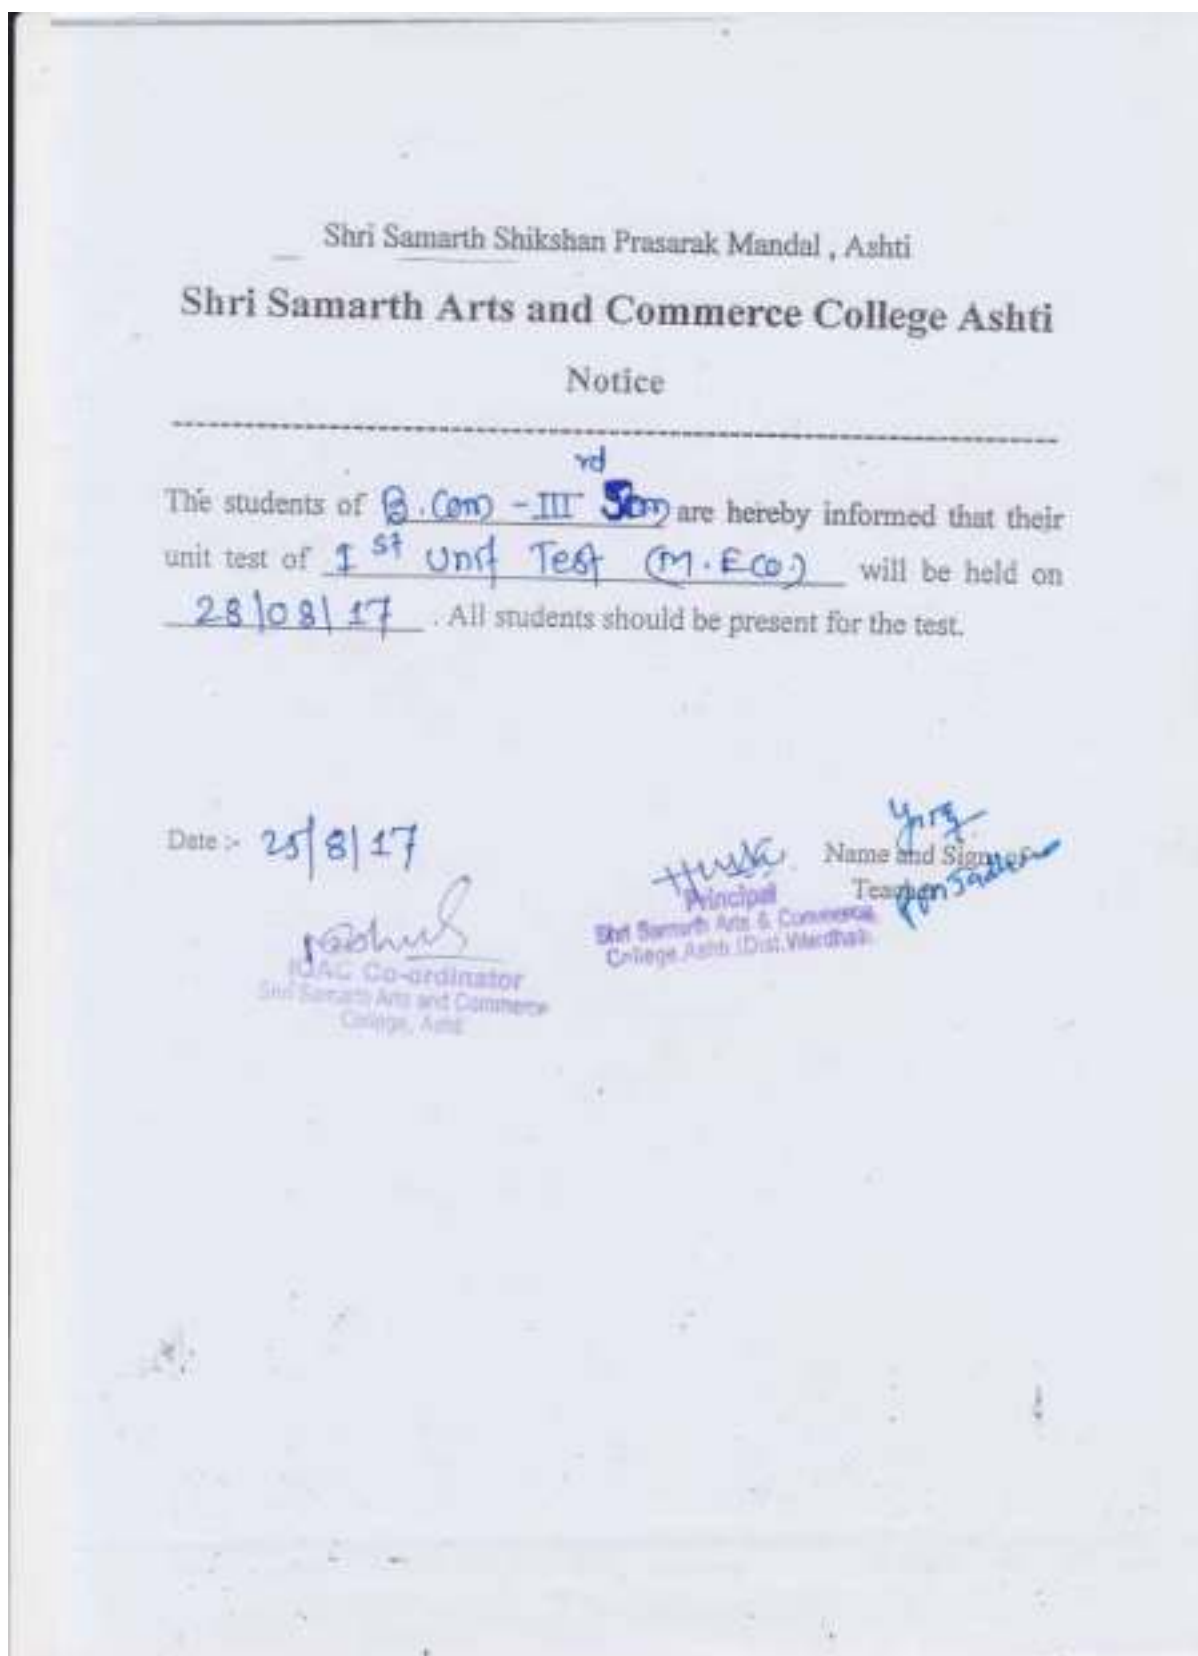 Shri Samarth Shikshan Prasarak Mandal , Ashti
Shri Samarth Arts and Commerce College Ashti
Notice
The students of B.Com - III rd Sem are hereby informed that their
unit test of 1st Unit Test (M.Eco.) will be held on
28/08/17 . All students should be present for the test.
Date :- 25/8/17
Name and Sign of
Teacher
Principal
Shri Samarth Arts & Commerce
College Ashti (Dist. Wardha).
IQAC Co-ordinator
Shri Samarth Arts and Commerce
College, Ashti